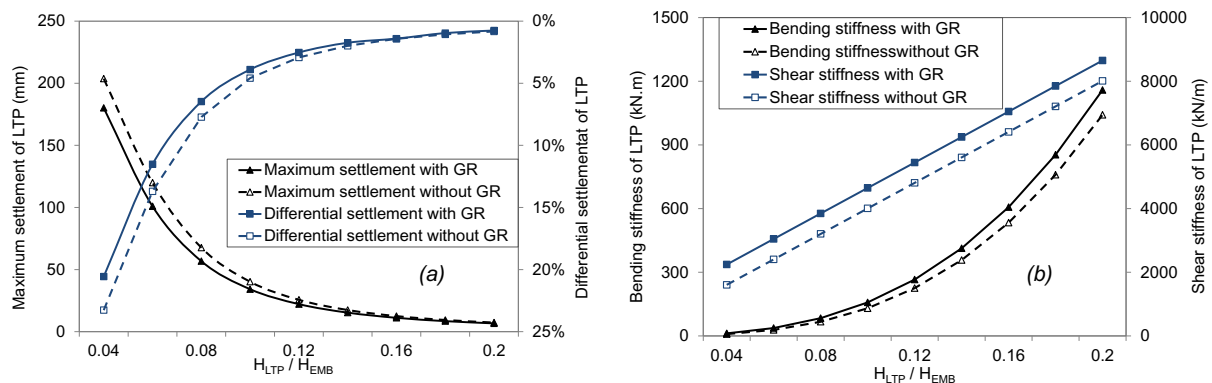 250
200
150
100
50
0
Maximum settlement of LTP (mm)
0%
5%
10%
15%
20%
25%
Differential settlementat of LTP
Maximum settlement with GR
Maximum settlement without GR
Differential settlement with GR
Differential settlement without GR
(a)
0.04 0.08 0.12 0.16 0.2
H_LTP / H_EMB
1500
1200
900
600
300
0
Bending stiffness of LTP (kN.m)
10000
8000
6000
4000
2000
0
Shear stiffness of LTP (kN/m)
Bending stiffness with GR
Bending stiffnesswithout GR
Shear stiffness with GR
Shear stiffness without GR
(b)
0.04 0.08 0.12 0.16 0.2
H_LTP / H_EMB